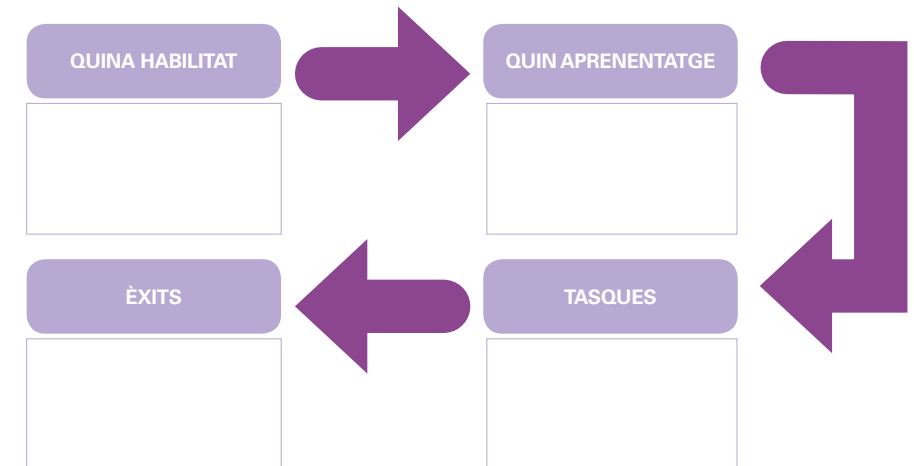 QUINA HABILITAT
QUIN APRENENTATGE
ÈXITS
TASQUES